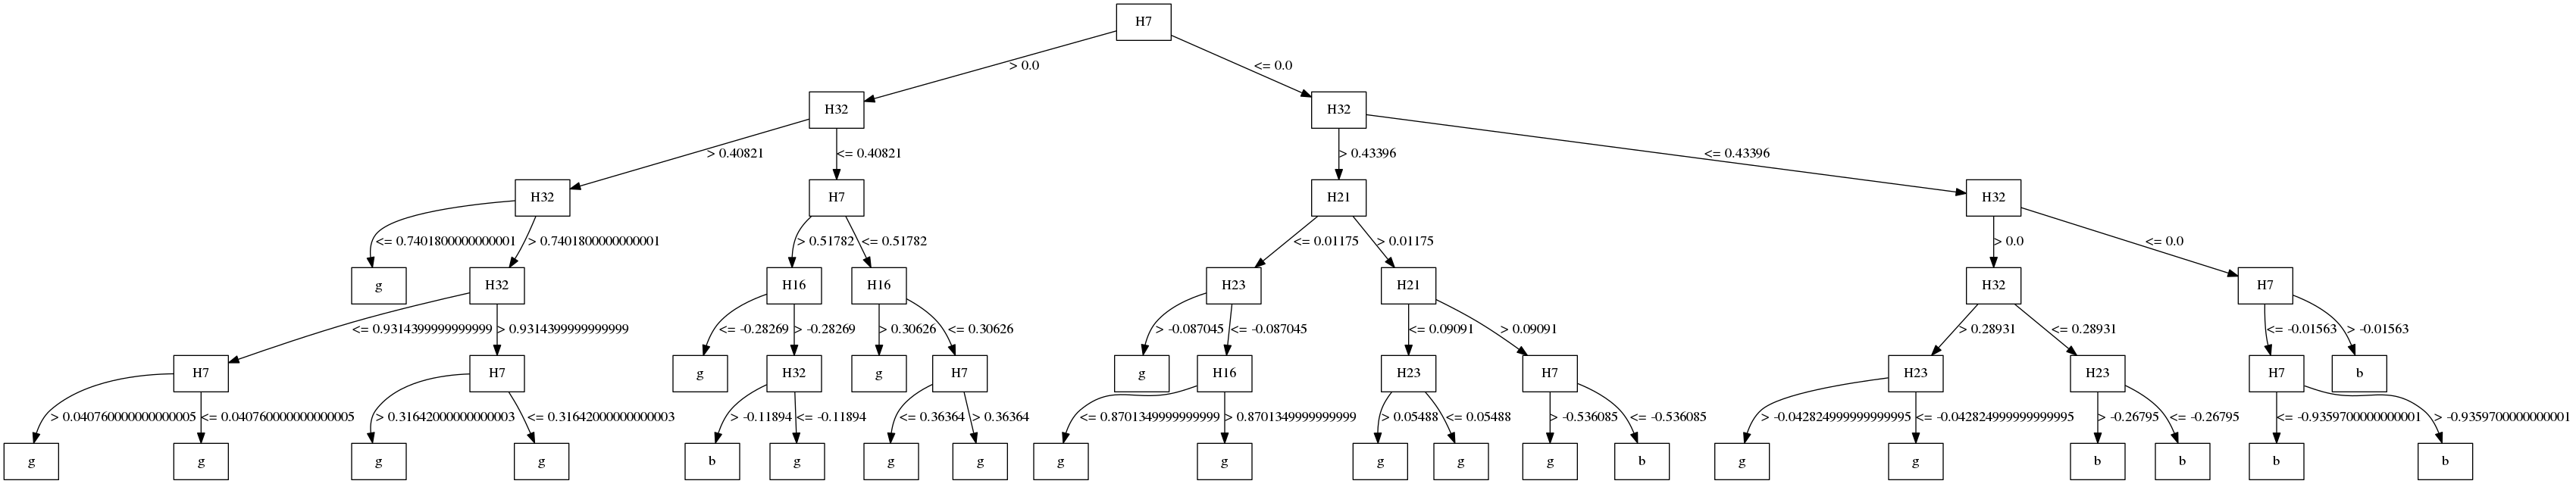 H7
> 0.0
<= 0.0
H32
H32
> 0.40821
<= 0.40821
> 0.43396
<= 0.43396
H32
H7
H21
H32
<= 0.7401800000000001
> 0.7401800000000001
> 0.51782
<= 0.51782
<= 0.01175
> 0.01175
> 0.0
<= 0.0
g
H32
H16
H16
H23
H21
H32
H7
<= 0.9314399999999999
> 0.9314399999999999
<= -0.28269
> -0.28269
> 0.30626
<= 0.30626
> -0.087045
<= -0.087045
<= 0.09091
> 0.09091
> 0.28931
<= 0.28931
<= -0.01563
> -0.01563
H7
H7
g
H32
g
H7
g
H16
H23
H7
H23
H23
H7
b
> 0.040760000000000005
<= 0.040760000000000005
> 0.31642000000000003
<= 0.31642000000000003
> -0.11894
<= -0.11894
<= 0.36364
> 0.36364
<= 0.8701349999999999
> 0.8701349999999999
> 0.05488
<= 0.05488
> -0.536085
<= -0.536085
> -0.042824999999999995
<= -0.042824999999999995
> -0.26795
<= -0.26795
<= -0.9359700000000001
> -0.9359700000000001
g
g
g
g
b
g
g
g
g
g
g
g
g
b
g
g
b
b
b
b